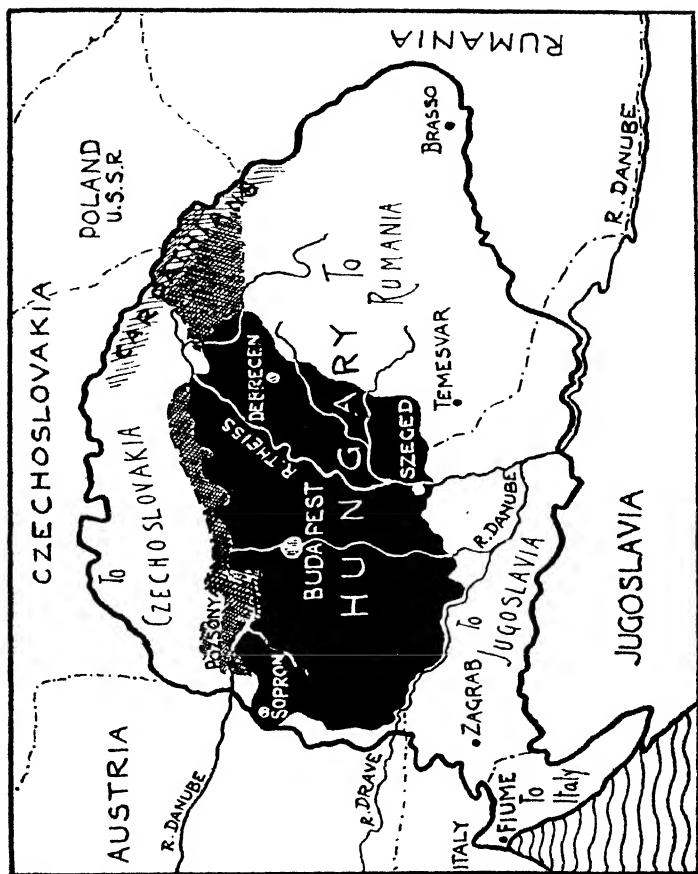 CZECHOSLOVAKIA
POLAND
U.S.S.R
RUMANIA
AUSTRIA
To
CZECHOSLOVAKIA
POZSONY
SOPRON
R. DANUBE
BUDAPEST
R. THEISS
DEBRECEN
HUNGARY
SZEGED
To
RUMANIA
BRASSO
TEMESVAR
R. DRAVE
R. DANUBE
R. DANUBE
ZAGRAB
To
JUGOSLAVIA
ITALY
FIUME
To
Italy
JUGOSLAVIA